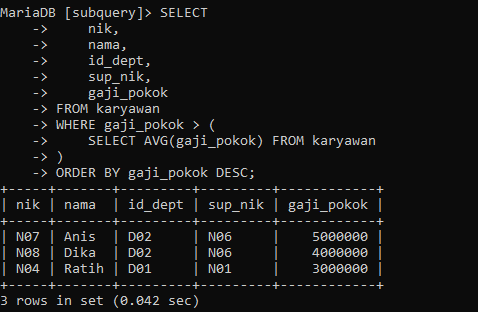 MariaDB [subquery]> SELECT
    ->     nik,
    ->     nama,
    ->     id_dept,
    ->     sup_nik,
    ->     gaji_pokok
    -> FROM karyawan
    -> WHERE gaji_pokok > (
    ->     SELECT AVG(gaji_pokok) FROM karyawan
    -> )
    -> ORDER BY gaji_pokok DESC;
+-----+-------+---------+---------+------------+
| nik | nama  | id_dept | sup_nik | gaji_pokok |
+-----+-------+---------+---------+------------+
| N07 | Anis  | D02     | N06     |    5000000 |
| N08 | Dika  | D02     | N06     |    4000000 |
| N04 | Ratih | D01     | N01     |    3000000 |
+-----+-------+---------+---------+------------+
3 rows in set (0.042 sec)